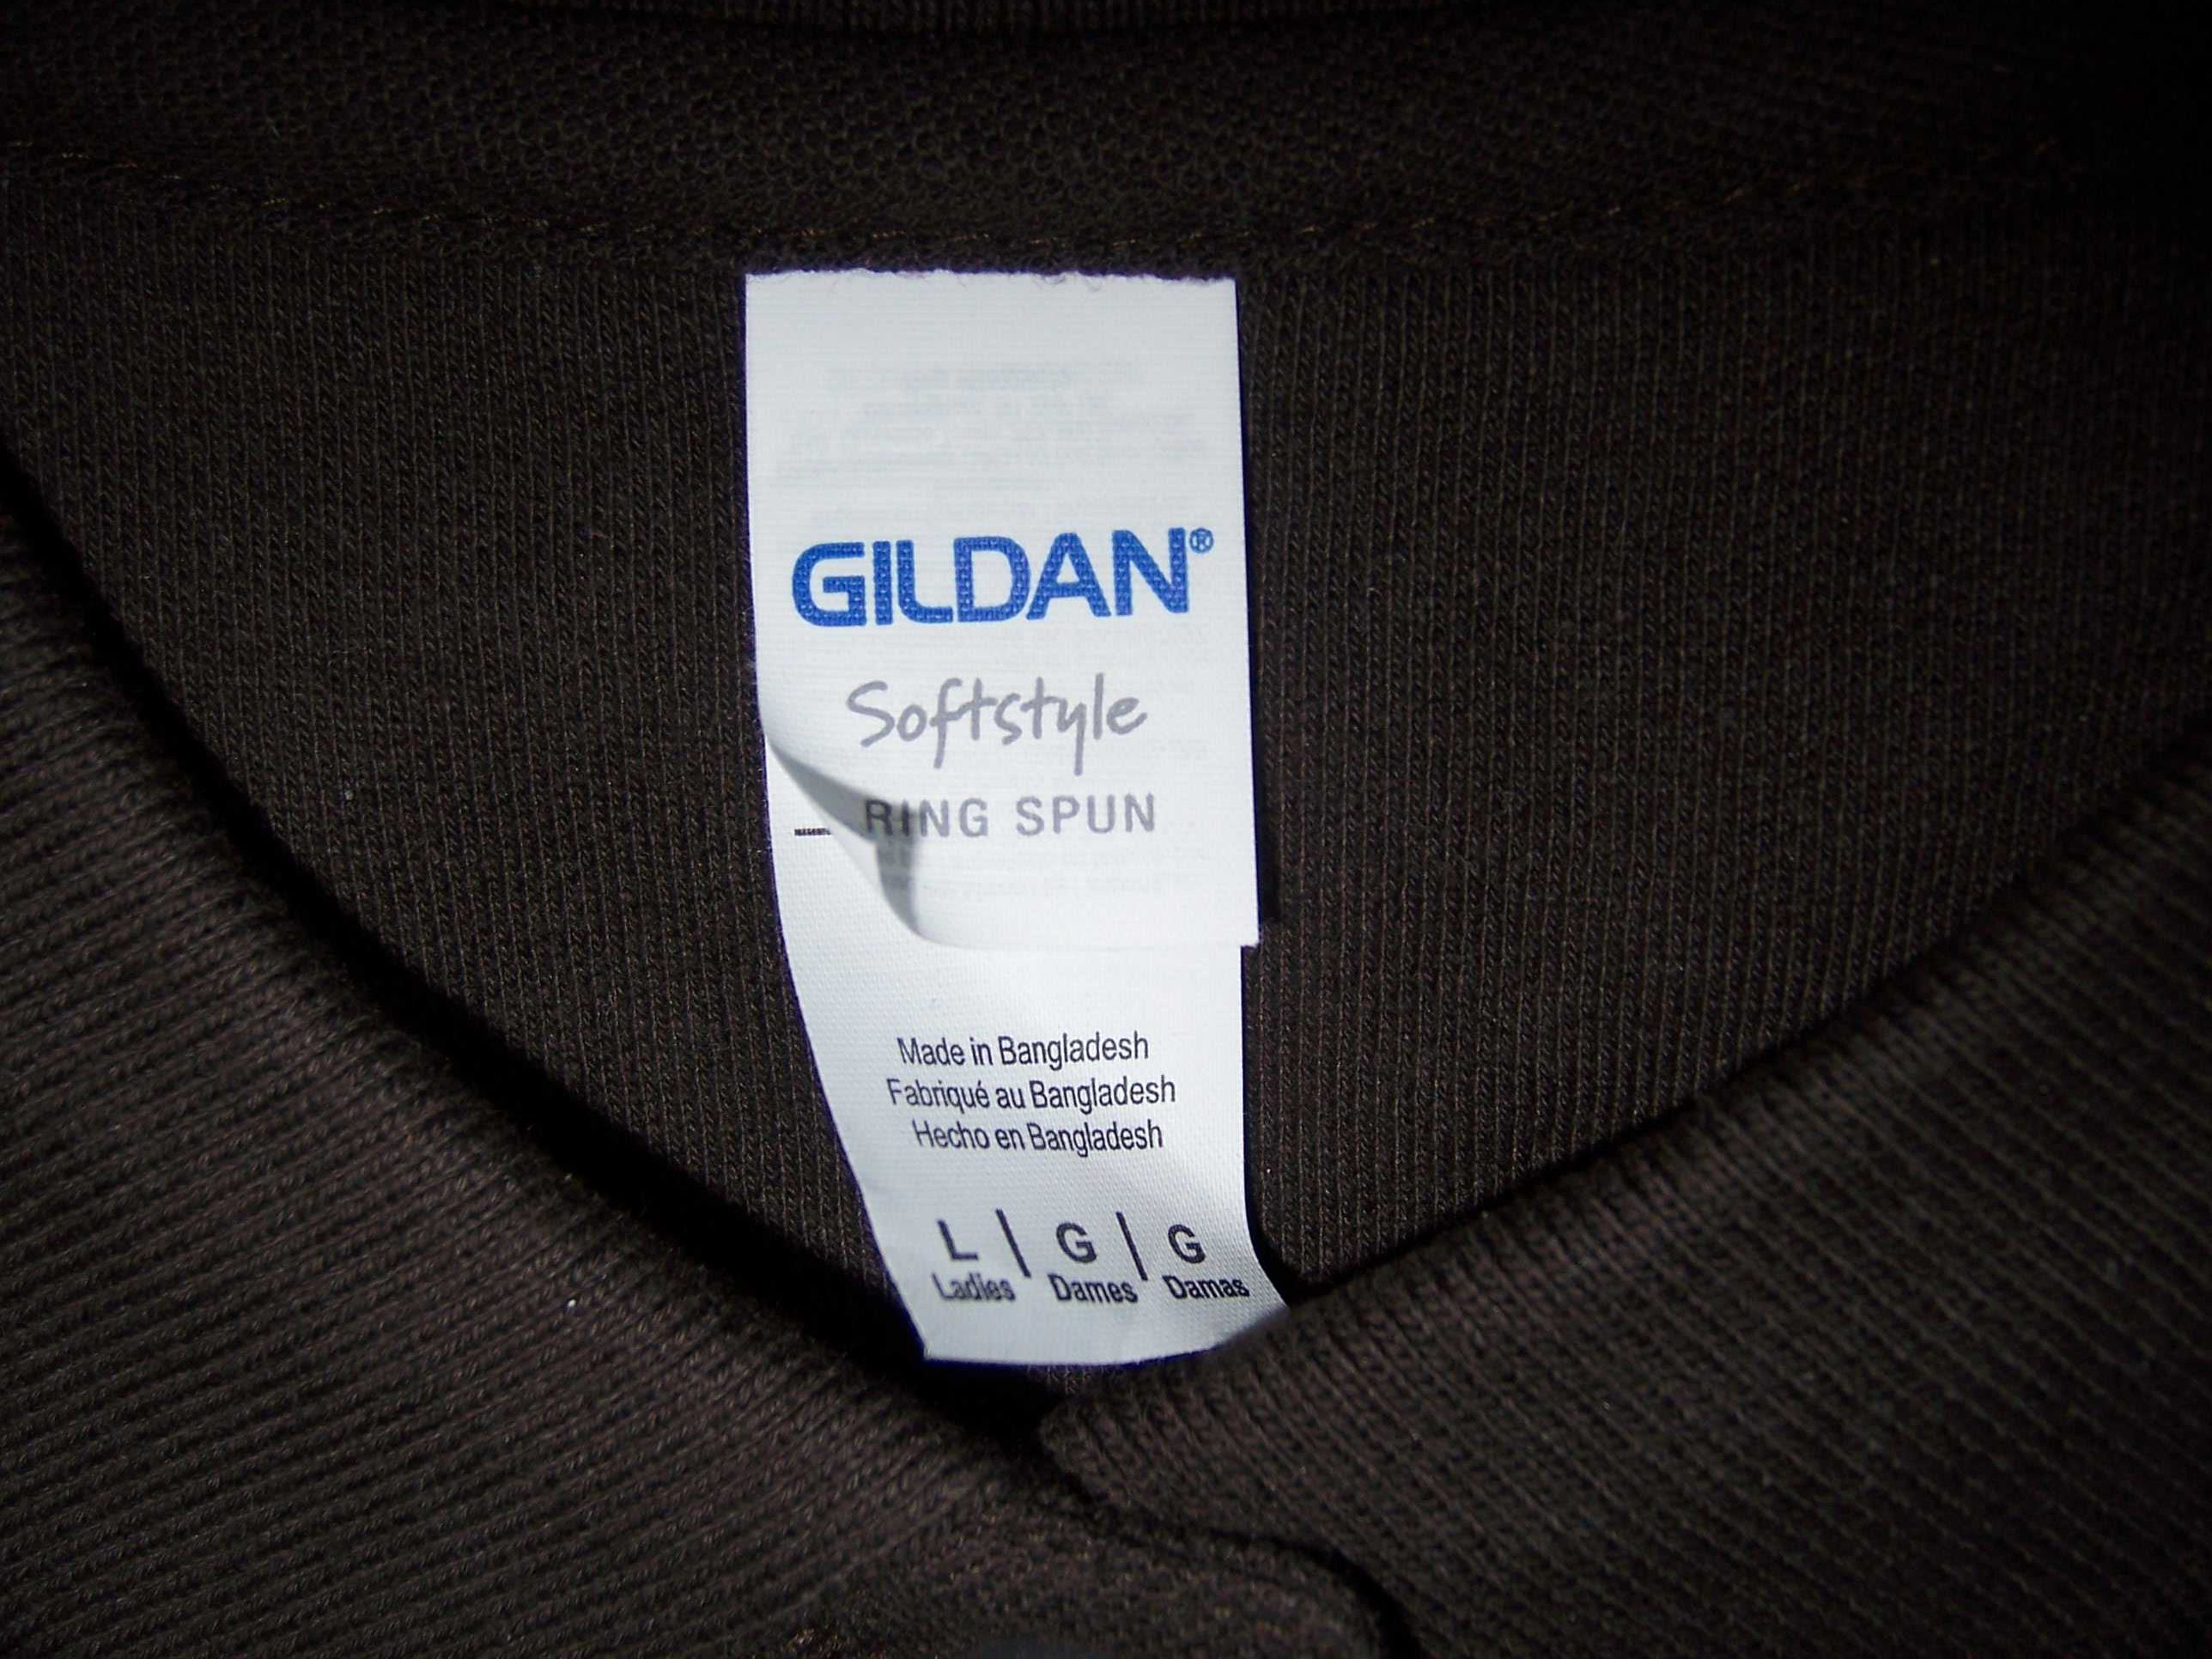 GILDAN®
Softstyle
RING SPUN
Made in Bangladesh
Fabriqué au Bangladesh
Hecho en Bangladesh
L | G | G
Ladies Dames Damas